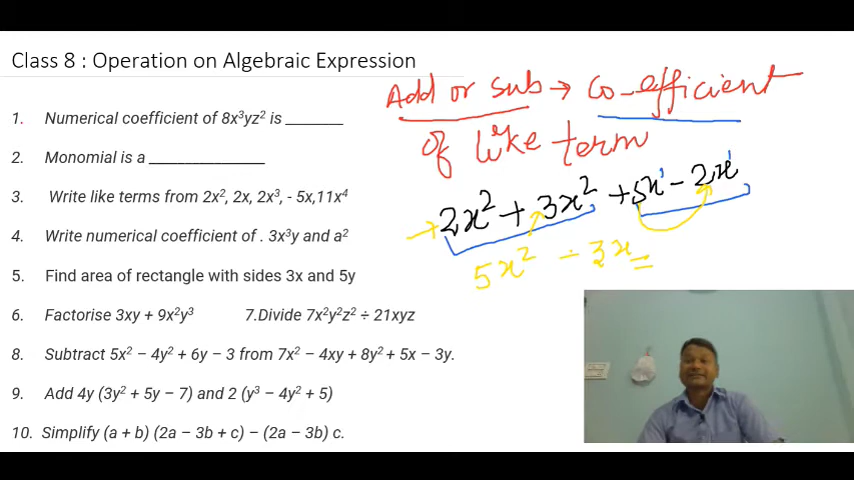 Class 8 : Operation on Algebraic Expression
Add or sub → Co-efficient
of like term
1. Numerical coefficient of 8x³yz² is ________
2. Monomial is a ______________
3. Write like terms from 2x², 2x, 2x³, - 5x,11x⁴
→ 2x² + 3x² + 5x¹ − 2x¹
4. Write numerical coefficient of . 3x³y and a²
5x² ÷ 3x =
5. Find area of rectangle with sides 3x and 5y
6. Factorise 3xy + 9x²y³ 7.Divide 7x²y²z² ÷ 21xyz
8. Subtract 5x² – 4y² + 6y – 3 from 7x² – 4xy + 8y² + 5x – 3y.
9. Add 4y (3y² + 5y – 7) and 2 (y³ – 4y² + 5)
10. Simplify (a + b) (2a – 3b + c) – (2a – 3b) c.